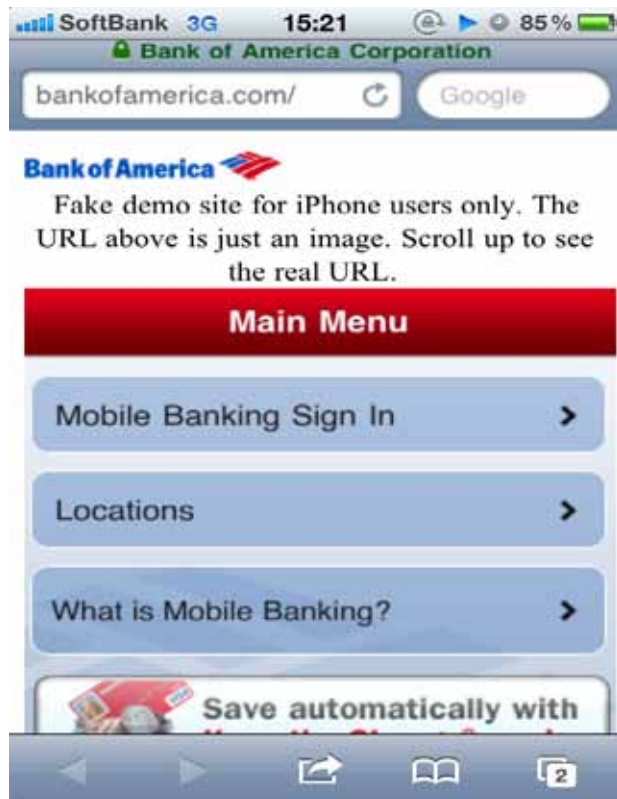 SoftBank 3G 15:21 85%
Bank of America Corporation
bankofamerica.com/ Google
Bank of America
Fake demo site for iPhone users only. The
URL above is just an image. Scroll up to see
the real URL.
Main Menu
Mobile Banking Sign In
Locations
What is Mobile Banking?
VISA
Save automatically with
2